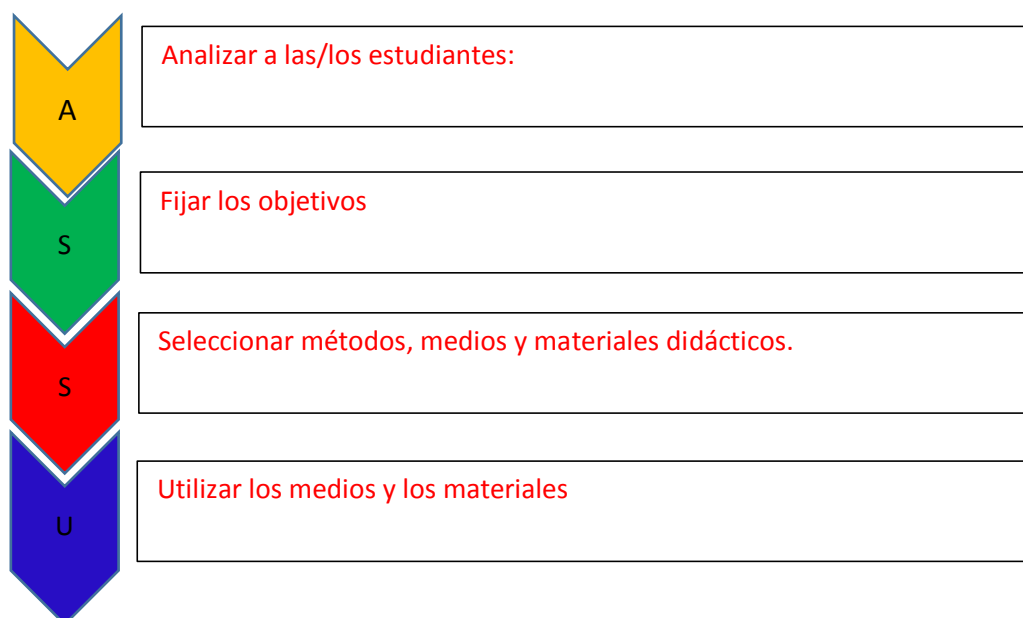 A
Analizar a las/los estudiantes:
S
Fijar los objetivos
S
Seleccionar métodos, medios y materiales didácticos.
U
Utilizar los medios y los materiales